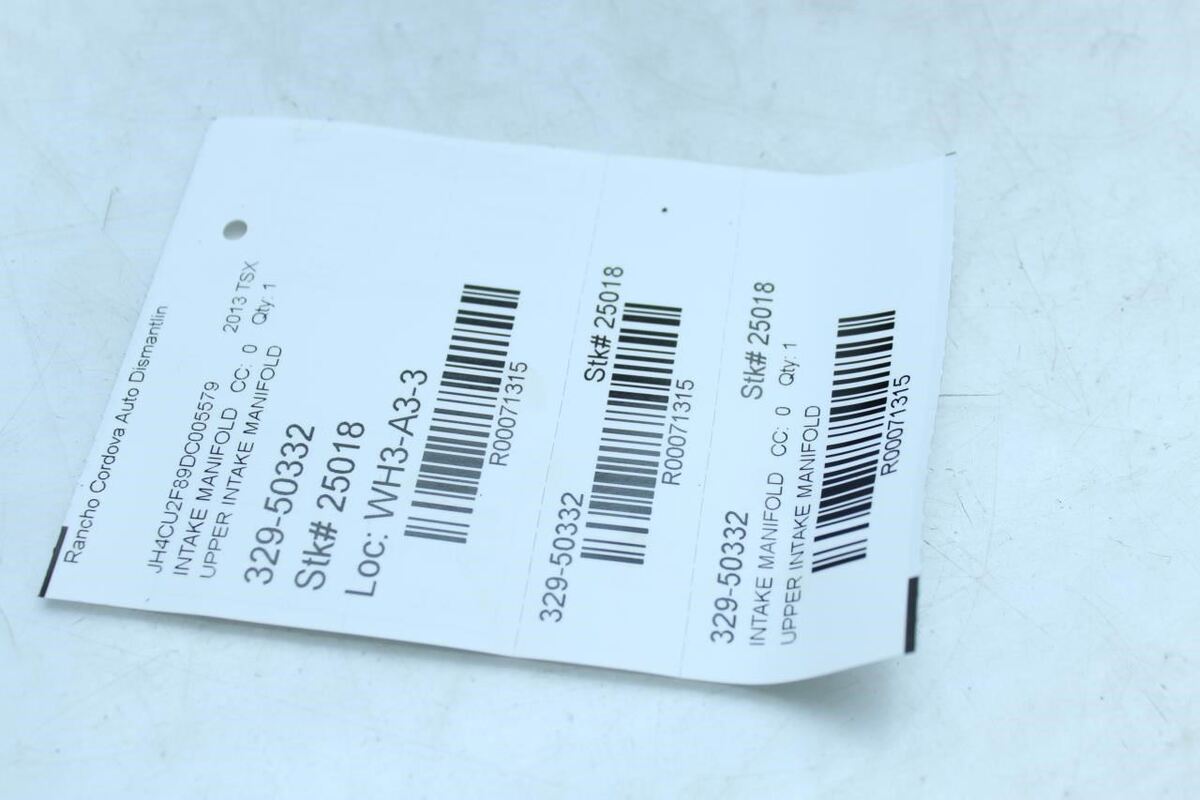 Rancho Cordova Auto Dismantlin
JH4CU2F89DC005579
INTAKE MANIFOLD CC: 0 2013 TSX
UPPER INTAKE MANIFOLD Qty: 1
329-50332
Stk# 25018
Loc: WH3-A3-3
R00071315
329-50332 Stk# 25018
R00071315
329-50332 Stk# 25018
INTAKE MANIFOLD CC: 0 Qty: 1
UPPER INTAKE MANIFOLD
R00071315